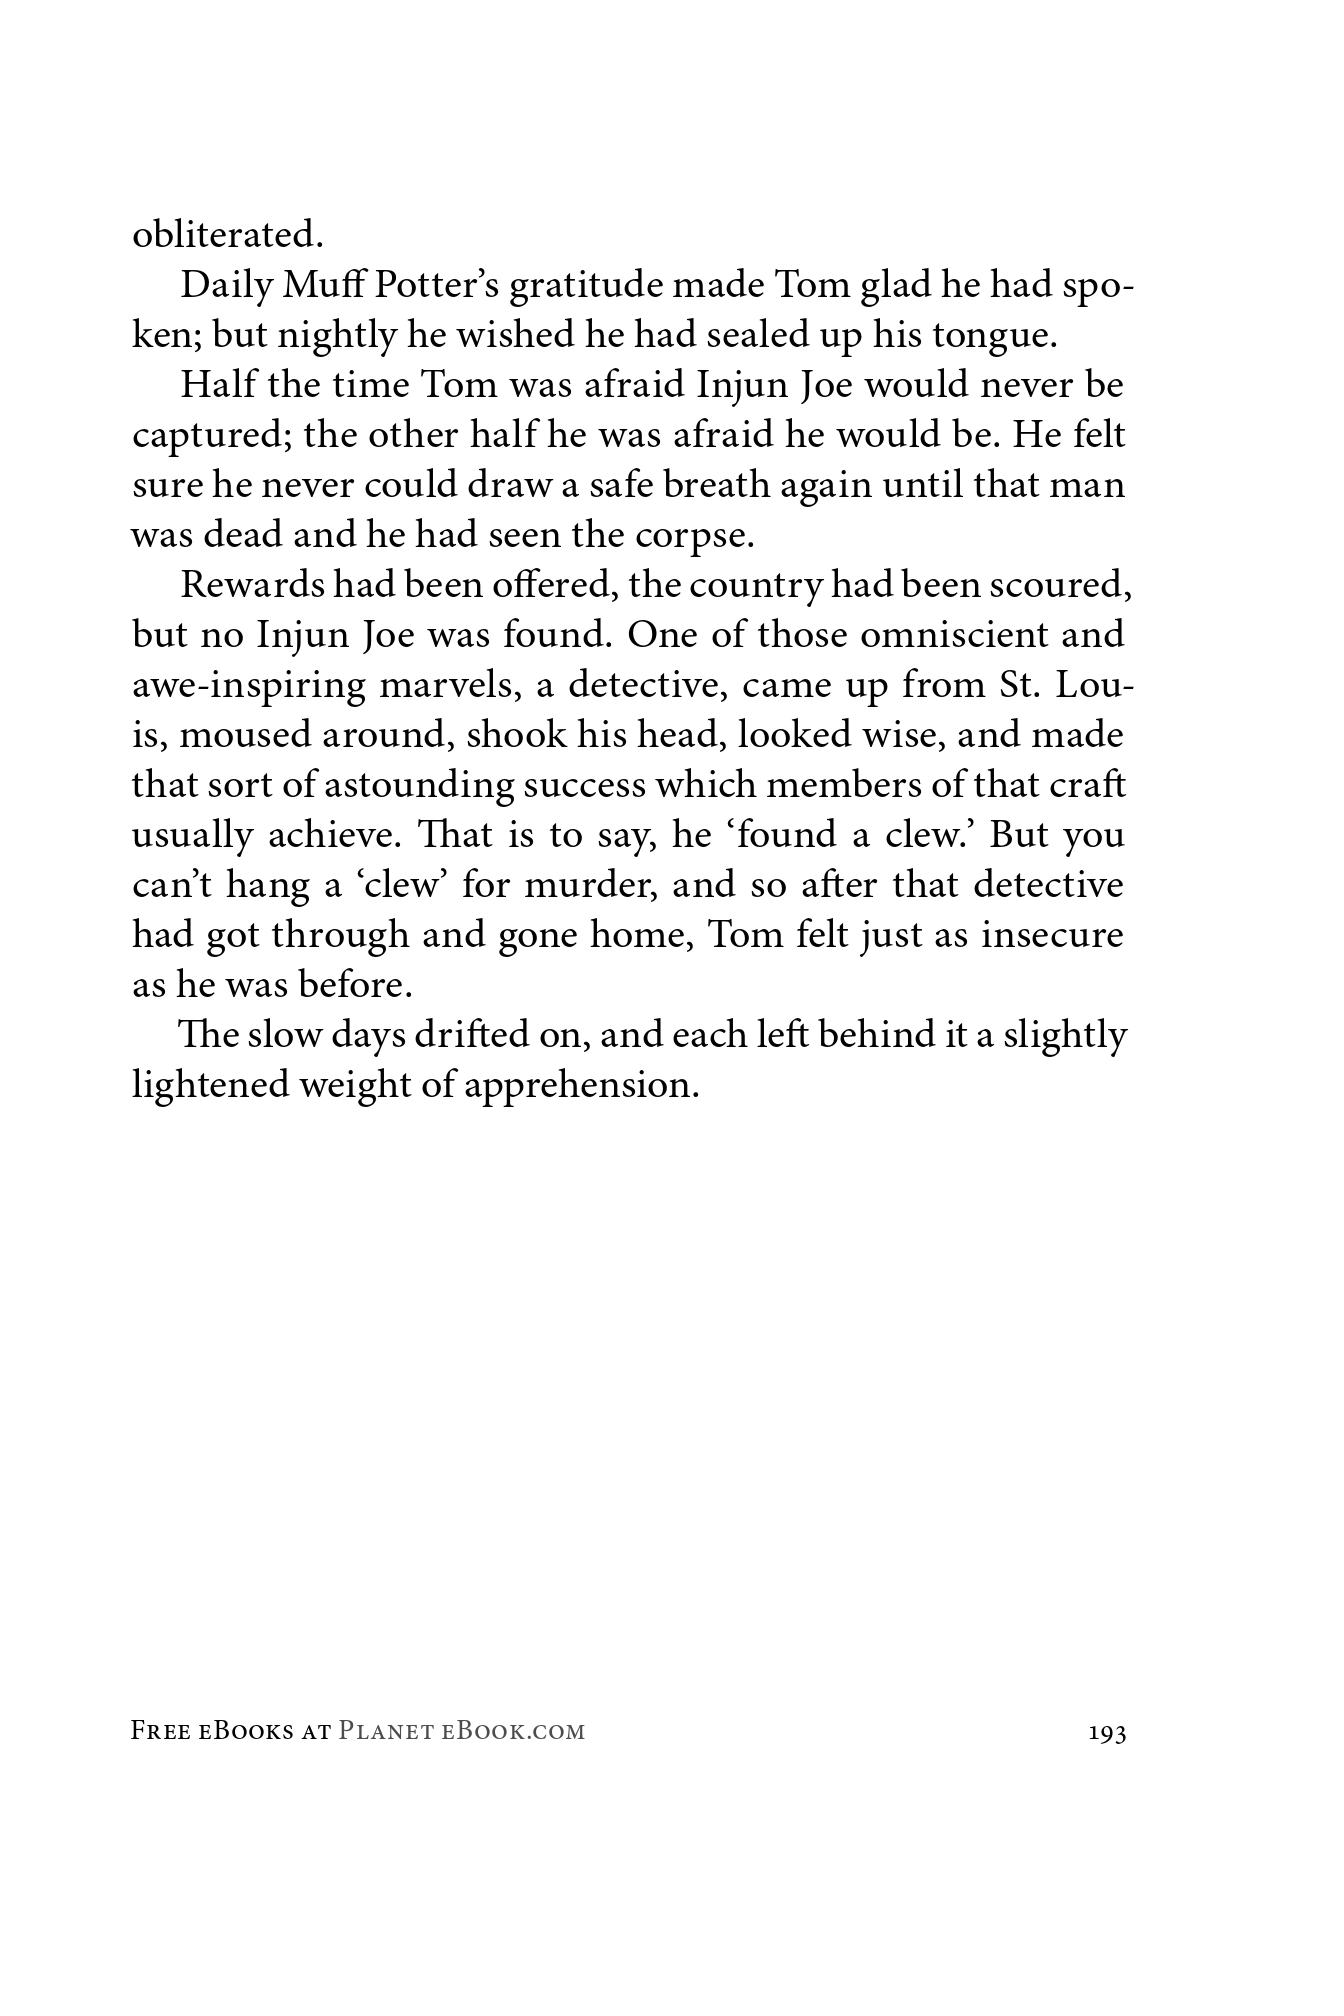 obliterated.
Daily Muff Potter’s gratitude made Tom glad he had spo-
ken; but nightly he wished he had sealed up his tongue.
Half the time Tom was afraid Injun Joe would never be
captured; the other half he was afraid he would be. He felt
sure he never could draw a safe breath again until that man
was dead and he had seen the corpse.
Rewards had been offered, the country had been scoured,
but no Injun Joe was found. One of those omniscient and
awe-inspiring marvels, a detective, came up from St. Lou-
is, moused around, shook his head, looked wise, and made
that sort of astounding success which members of that craft
usually achieve. That is to say, he ‘found a clew.’ But you
can’t hang a ‘clew’ for murder, and so after that detective
had got through and gone home, Tom felt just as insecure
as he was before.
The slow days drifted on, and each left behind it a slightly
lightened weight of apprehension.
Free eBooks at Planet eBook.com 193